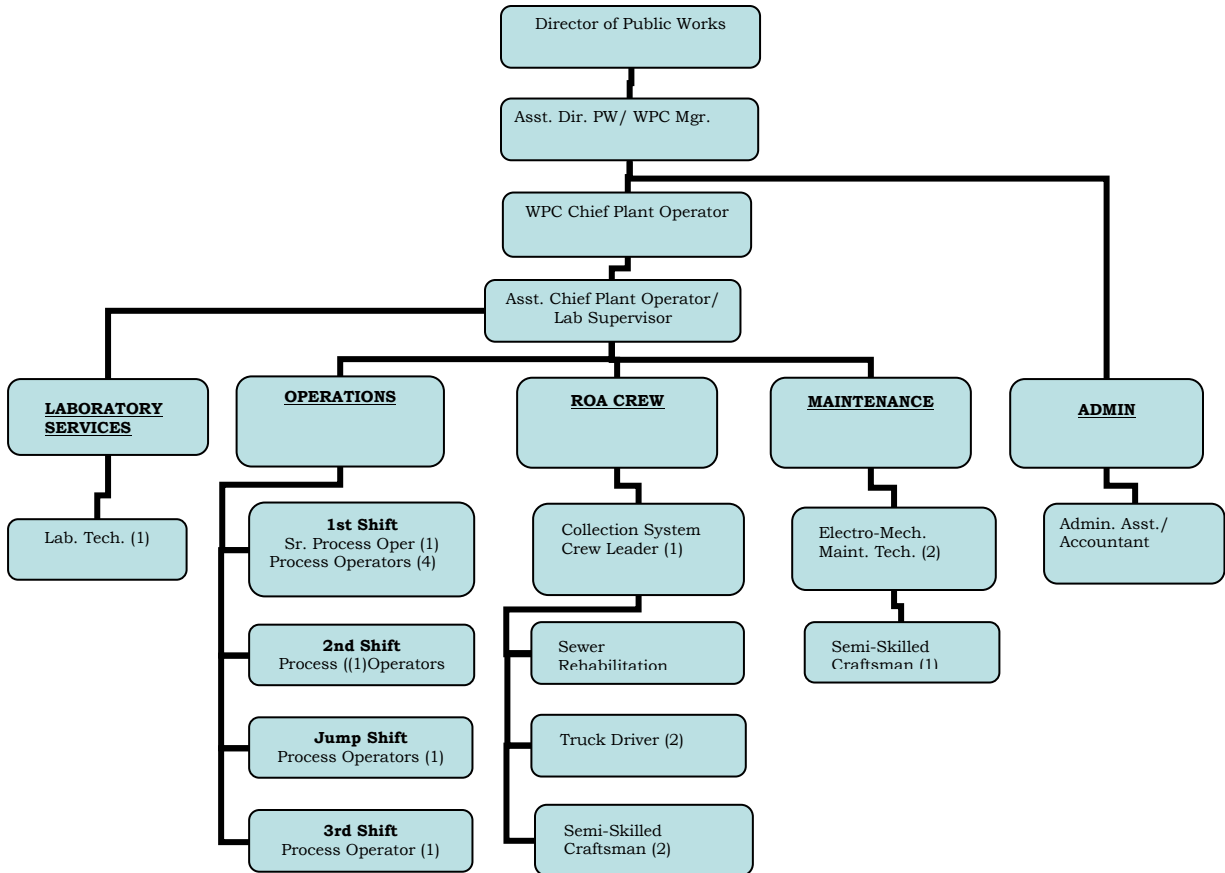 Director of Public Works
Asst. Dir. PW/ WPC Mgr.
WPC Chief Plant Operator
Asst. Chief Plant Operator/
Lab Supervisor
LABORATORY
SERVICES
OPERATIONS
ROA CREW
MAINTENANCE
ADMIN
Lab. Tech. (1)
1st Shift
Sr. Process Oper (1)
Process Operators (4)
2nd Shift
Process ((1)Operators
Jump Shift
Process Operators (1)
3rd Shift
Process Operator (1)
Collection System
Crew Leader (1)
Sewer
Rehabilitation
Truck Driver (2)
Semi-Skilled
Craftsman (2)
Electro-Mech.
Maint. Tech. (2)
Semi-Skilled
Craftsman (1)
Admin. Asst./
Accountant